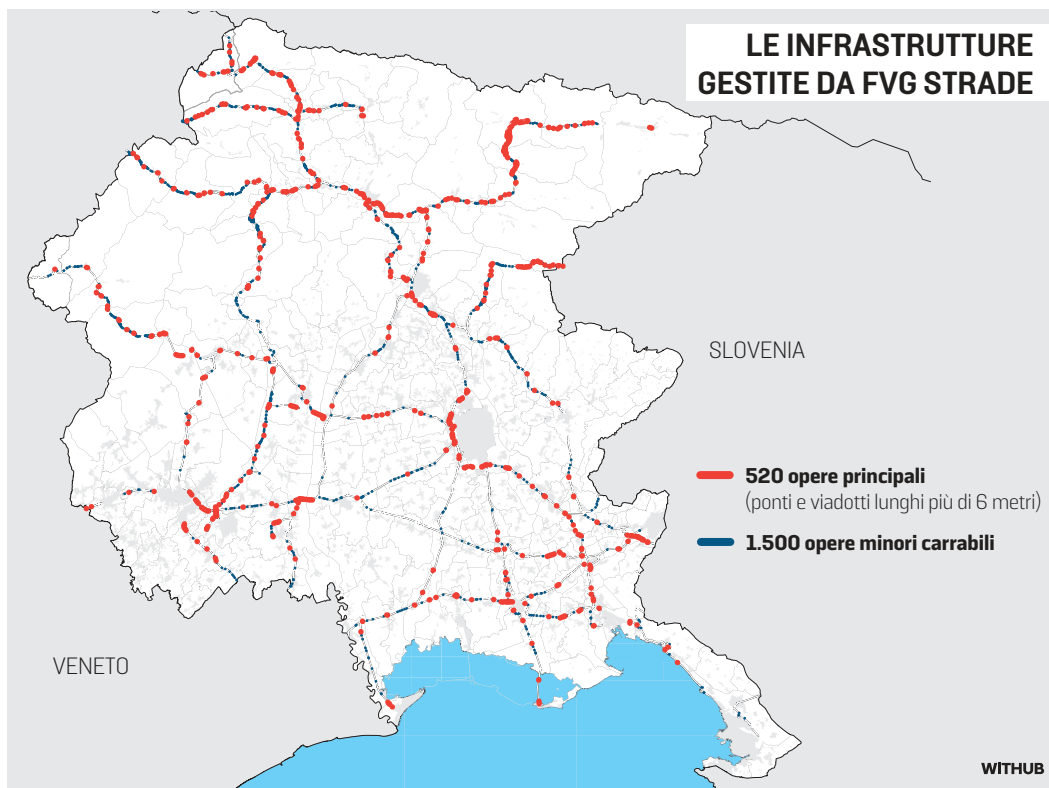 LE INFRASTRUTTURE
GESTITE DA FVG STRADE
SLOVENIA
520 opere principali
(ponti e viadotti lunghi più di 6 metri)
1.500 opere minori carrabili
VENETO
WITHUB